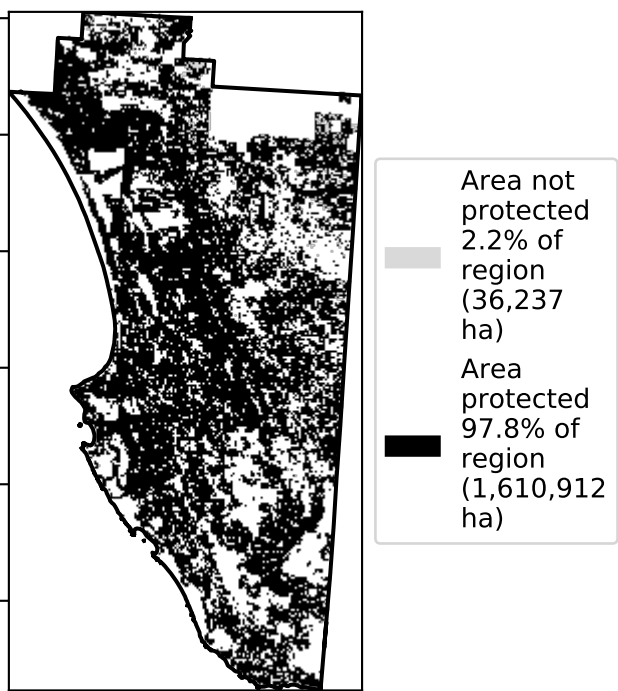 Area not
protected
2.2% of
region
(36,237
ha)
Area
protected
97.8% of
region
(1,610,912
ha)